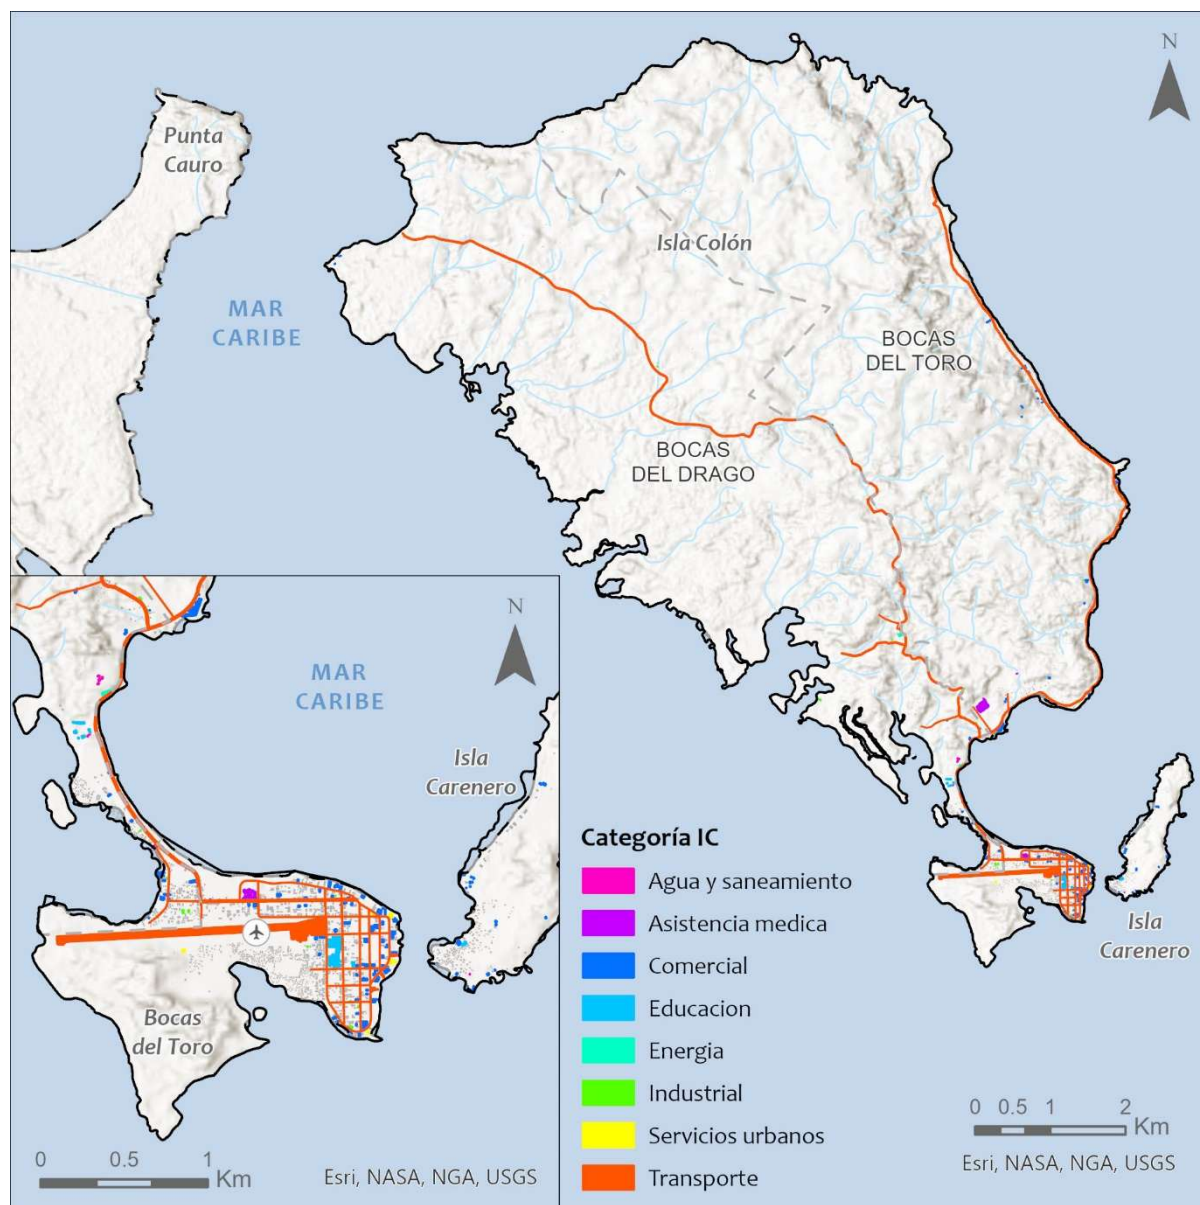 N
Punta
Cauro
Isla Colón
MAR
CARIBE
BOCAS
DEL TORO
BOCAS
DEL DRAGO
N
MAR
CARIBE
Isla
Carenero
Bocas
del Toro
0 0.5 1
Km
Esri, NASA, NGA, USGS
Isla
Carenero
Categoría IC
Agua y saneamiento
Asistencia medica
Comercial
Educacion
Energia
Industrial
Servicios urbanos
Transporte
0 0.5 1 2
Km
Esri, NASA, NGA, USGS